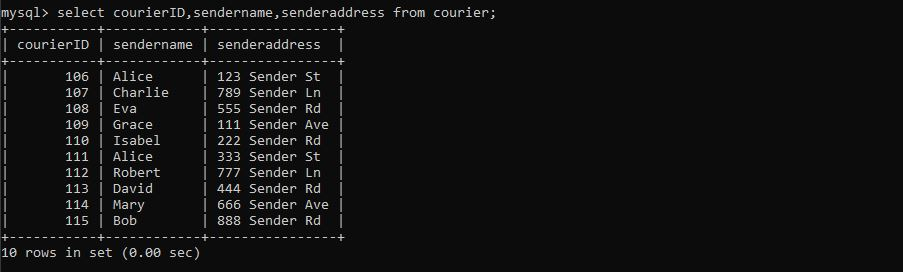 mysql> select courierID,sendername,senderaddress from courier;
+-----------+------------+----------------+
| courierID | sendername | senderaddress  |
+-----------+------------+----------------+
|       106 | Alice      | 123 Sender St  |
|       107 | Charlie    | 789 Sender Ln  |
|       108 | Eva        | 555 Sender Rd  |
|       109 | Grace      | 111 Sender Ave |
|       110 | Isabel     | 222 Sender Rd  |
|       111 | Alice      | 333 Sender St  |
|       112 | Robert     | 777 Sender Ln  |
|       113 | David      | 444 Sender Rd  |
|       114 | Mary       | 666 Sender Ave |
|       115 | Bob        | 888 Sender Rd  |
+-----------+------------+----------------+
10 rows in set (0.00 sec)